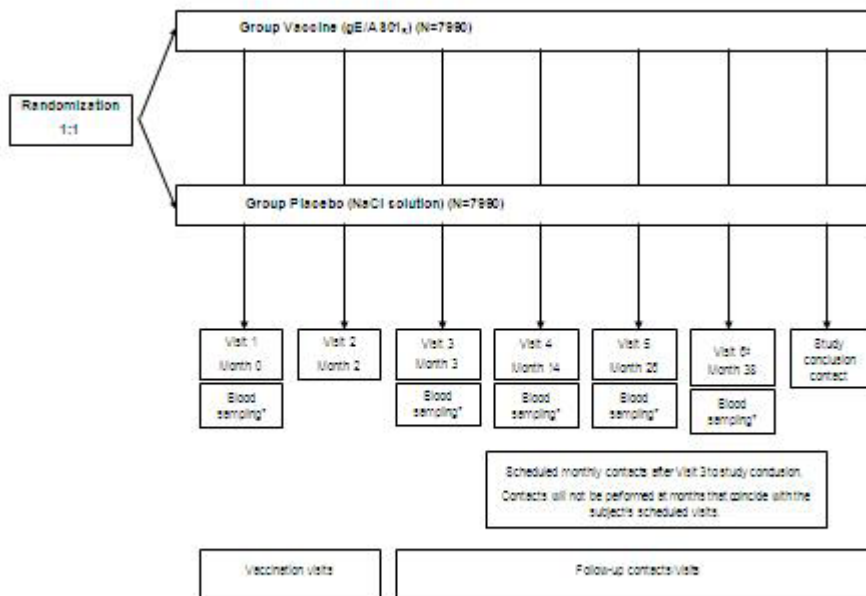 Group Vaccine (gE/AS01B) (N=7990)
Randomization
1:1
Group Placebo (NaCl solution) (N=7990)
Visit 1
Month 0
Visit 2
Month 2
Visit 3
Month 3
Visit 4
Month 14
Visit 5
Month 26
Visit 6
Month 38
Study
conclusion
contact
Blood
sampling*
Blood
sampling*
Blood
sampling*
Blood
sampling*
Blood
sampling*
Scheduled monthly contacts after Visit 3 to study conclusion.
Contacts will not be performed at months that coincide with the
subject's scheduled visits.
Vaccination visits
Follow-up contacts/visits